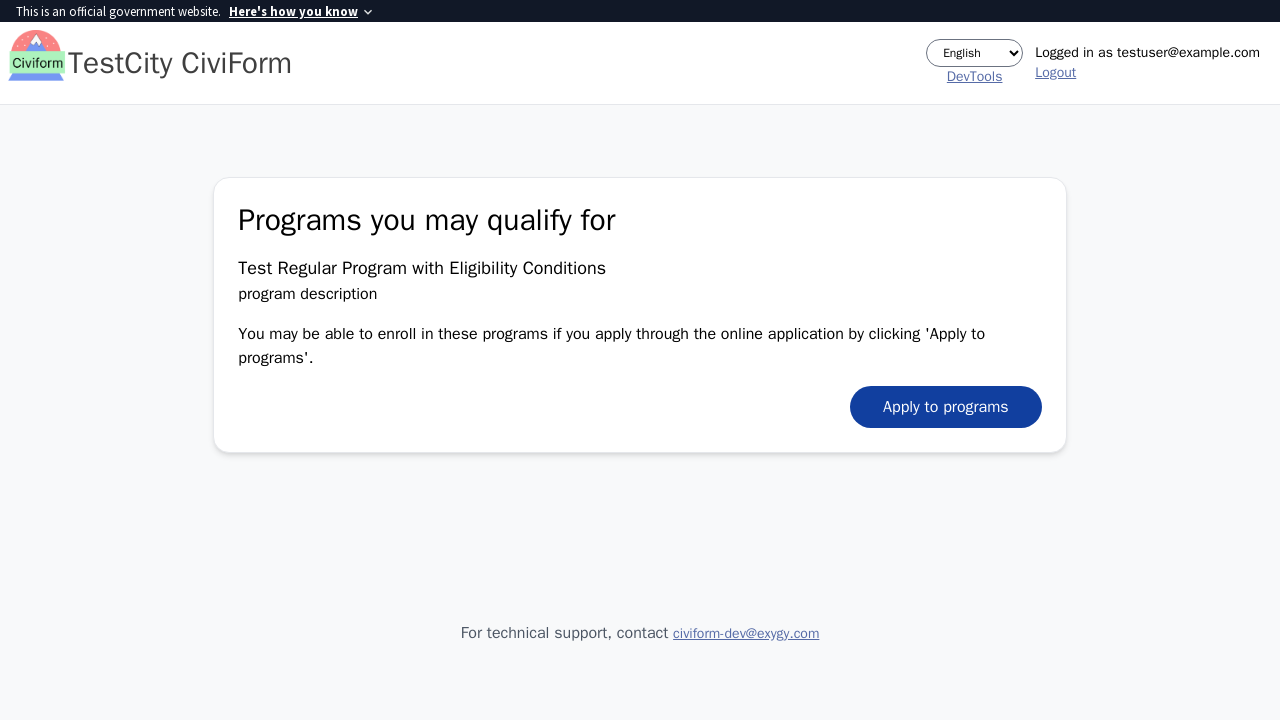 This is an official government website. Here's how you know
Civiform
TestCity CiviForm
English
DevTools
Logged in as testuser@example.com
Logout
Programs you may qualify for
Test Regular Program with Eligibility Conditions
program description
You may be able to enroll in these programs if you apply through the online application by clicking 'Apply to
programs'.
Apply to programs
For technical support, contact civiform-dev@exygy.com